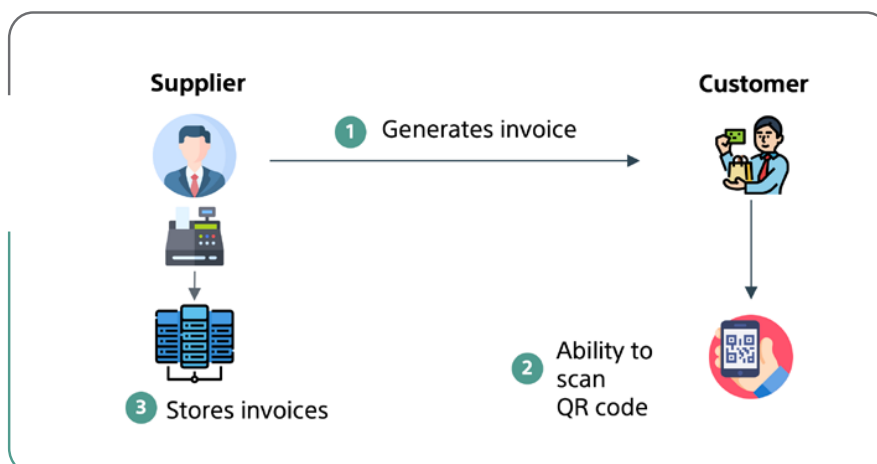 Supplier
Customer
1 Generates invoice
2 Ability to
scan
QR code
3 Stores invoices